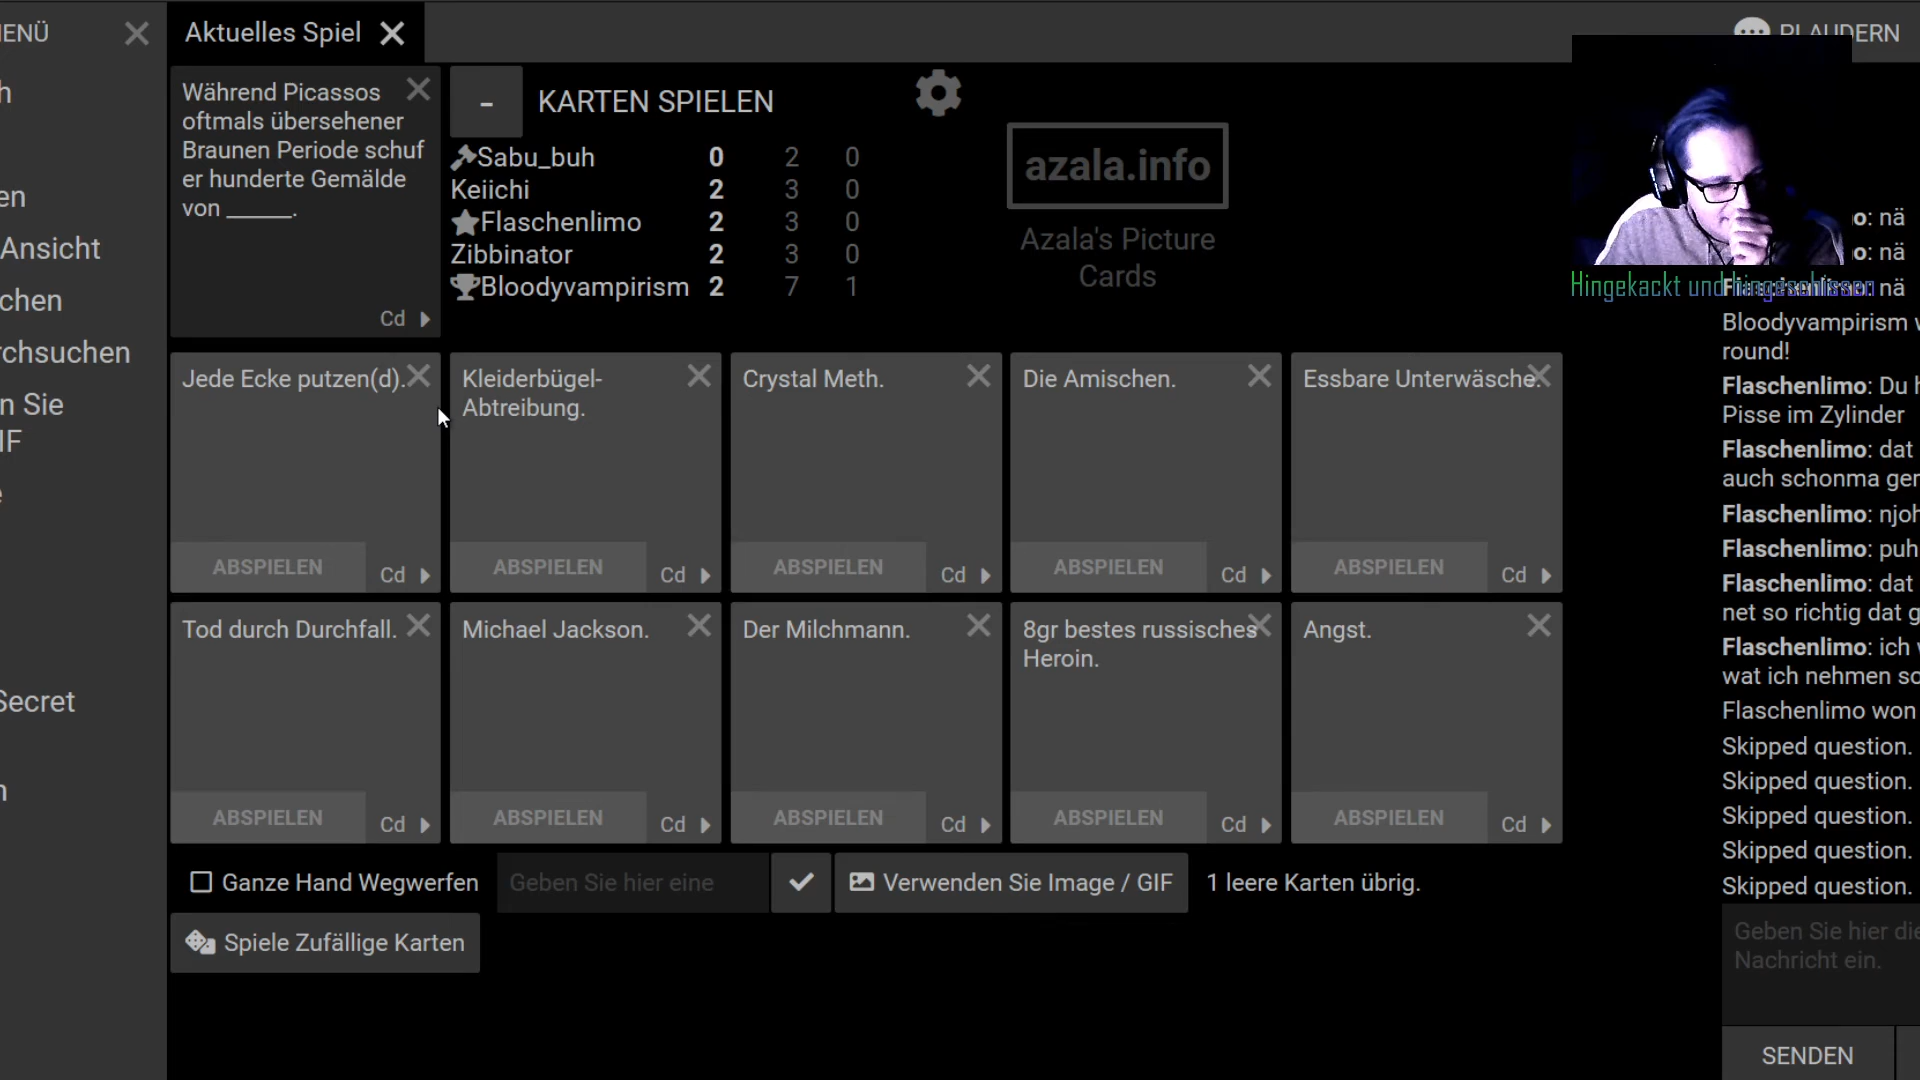 ENÜ
Aktuelles Spiel
PLAUDERN
h
en
Ansicht
chen
rchsuchen
n Sie
IF
e
Secret
n
Während Picassos
oftmals übersehener
Braunen Periode schuf
er hunderte Gemälde
von ______.
Cd
-
KARTEN SPIELEN
Sabu_buh 0 2 0
Keiichi 2 3 0
Flaschenlimo 2 3 0
Zibbinator 2 3 0
Bloodyvampirism 2 7 1
azala.info
Azala's Picture
Cards
Jede Ecke putzen(d).
ABSPIELEN Cd
Kleiderbügel-
Abtreibung.
ABSPIELEN Cd
Crystal Meth.
ABSPIELEN Cd
Die Amischen.
ABSPIELEN Cd
Essbare Unterwäsche.
ABSPIELEN Cd
Tod durch Durchfall.
ABSPIELEN Cd
Michael Jackson.
ABSPIELEN Cd
Der Milchmann.
ABSPIELEN Cd
8gr bestes russisches
Heroin.
ABSPIELEN Cd
Angst.
ABSPIELEN Cd
Ganze Hand Wegwerfen
Geben Sie hier eine
Verwenden Sie Image / GIF
1 leere Karten übrig.
Spiele Zufällige Karten
o: nä
o: nä
Hingekackt und hingeschissen
nä
Bloodyvampirism
round!
Flaschenlimo: Du h
Pisse im Zylinder
Flaschenlimo: dat
auch schonma ger
Flaschenlimo: njoh
Flaschenlimo: puh
Flaschenlimo: dat
net so richtig dat g
Flaschenlimo: ich
wat ich nehmen so
Flaschenlimo won
Skipped question.
Skipped question.
Skipped question.
Skipped question.
Skipped question.
Geben Sie hier die
Nachricht ein.
SENDEN